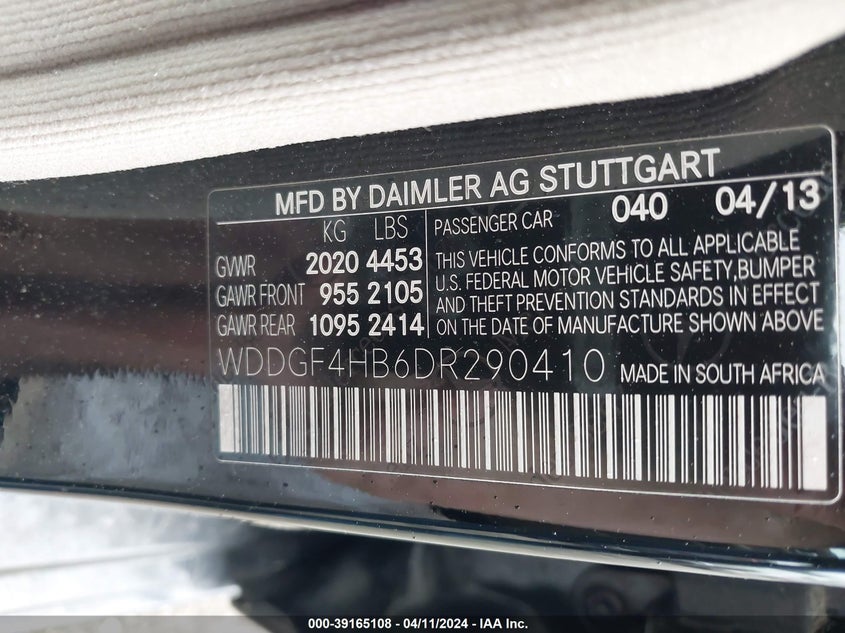 MFD BY DAIMLER AG STUTTGART
KG LBS
GVWR 2020 4453
GAWR FRONT 955 2105
GAWR REAR 1095 2414
PASSENGER CAR 040 04/13
THIS VEHICLE CONFORMS TO ALL APPLICABLE
U.S. FEDERAL MOTOR VEHICLE SAFETY,BUMPER
AND THEFT PREVENTION STANDARDS IN EFFECT
ON THE DATE OF MANUFACTURE SHOWN ABOVE
WDDGF4HB6DR290410 MADE IN SOUTH AFRICA
000-39165108 - 04/11/2024 - IAA Inc.